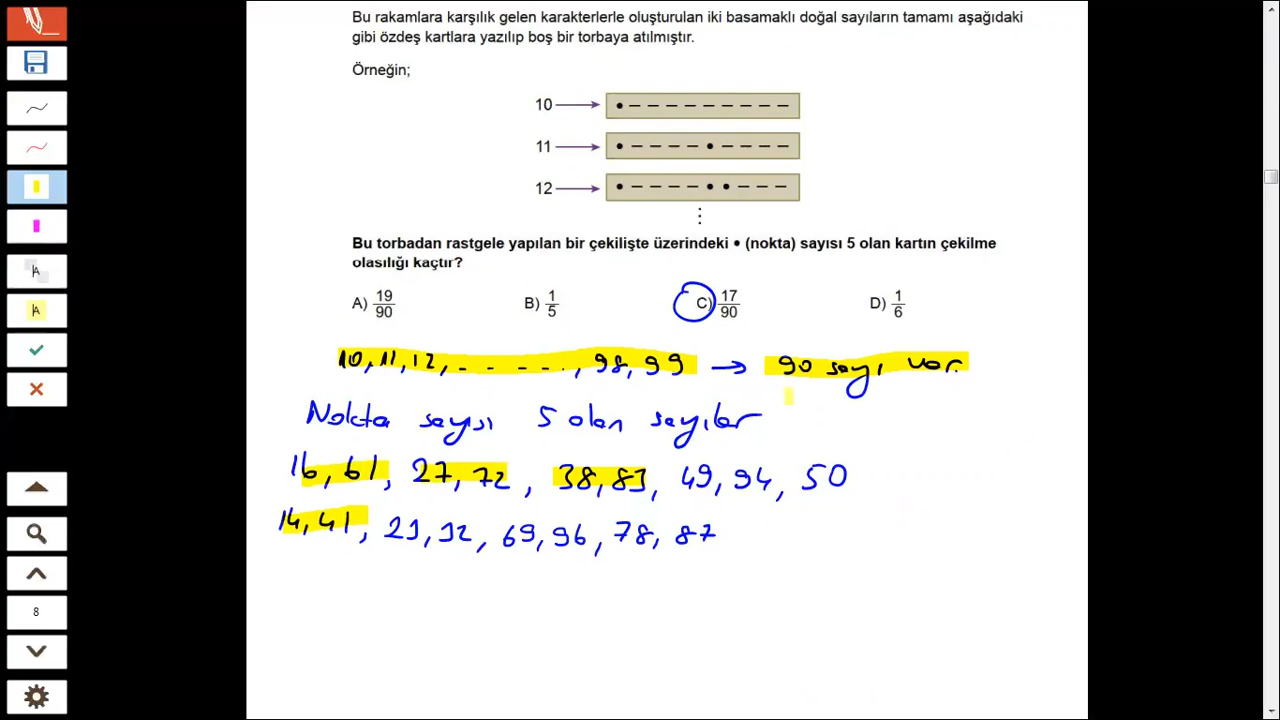 Bu rakamlara karşılık gelen karakterlerle oluşturulan iki basamaklı doğal sayıların tamamı aşağıdaki
gibi özdeş kartlara yazılıp boş bir torbaya atılmıştır.
Örneğin;
10 • – – – – – – – – –
11 • – – – – • – – – –
12 • – – – – • • – – –
⋮
Bu torbadan rastgele yapılan bir çekilişte üzerindeki • (nokta) sayısı 5 olan kartın çekilme
olasılığı kaçtır?
A) 19/90 B) 1/5 C) 17/90 D) 1/6
10, 11, 12, - - - - - ., 98, 99 → 90 sayı var.
Nokta sayısı 5 olan sayılar
16, 61, 27, 72, 38, 83, 49, 94, 50
14, 41, 23, 32, 69, 96, 78, 87
8